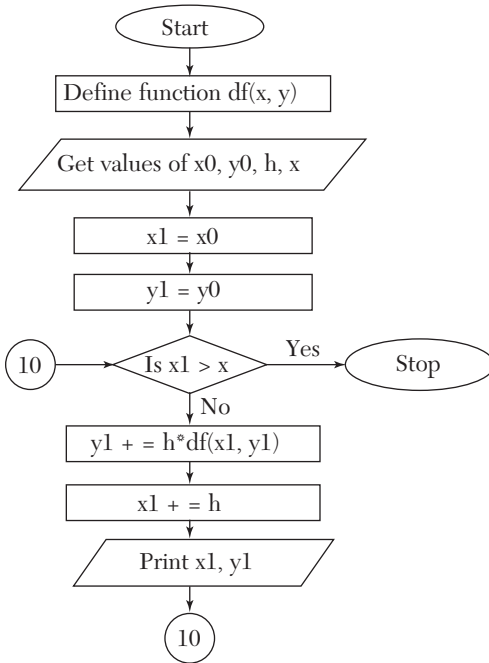 Start
Define function df(x, y)
Get values of x0, y0, h, x
x1 = x0
y1 = y0
10
Is x1 > x
Yes
Stop
No
y1 + = h*df(x1, y1)
x1 + = h
Print x1, y1
10